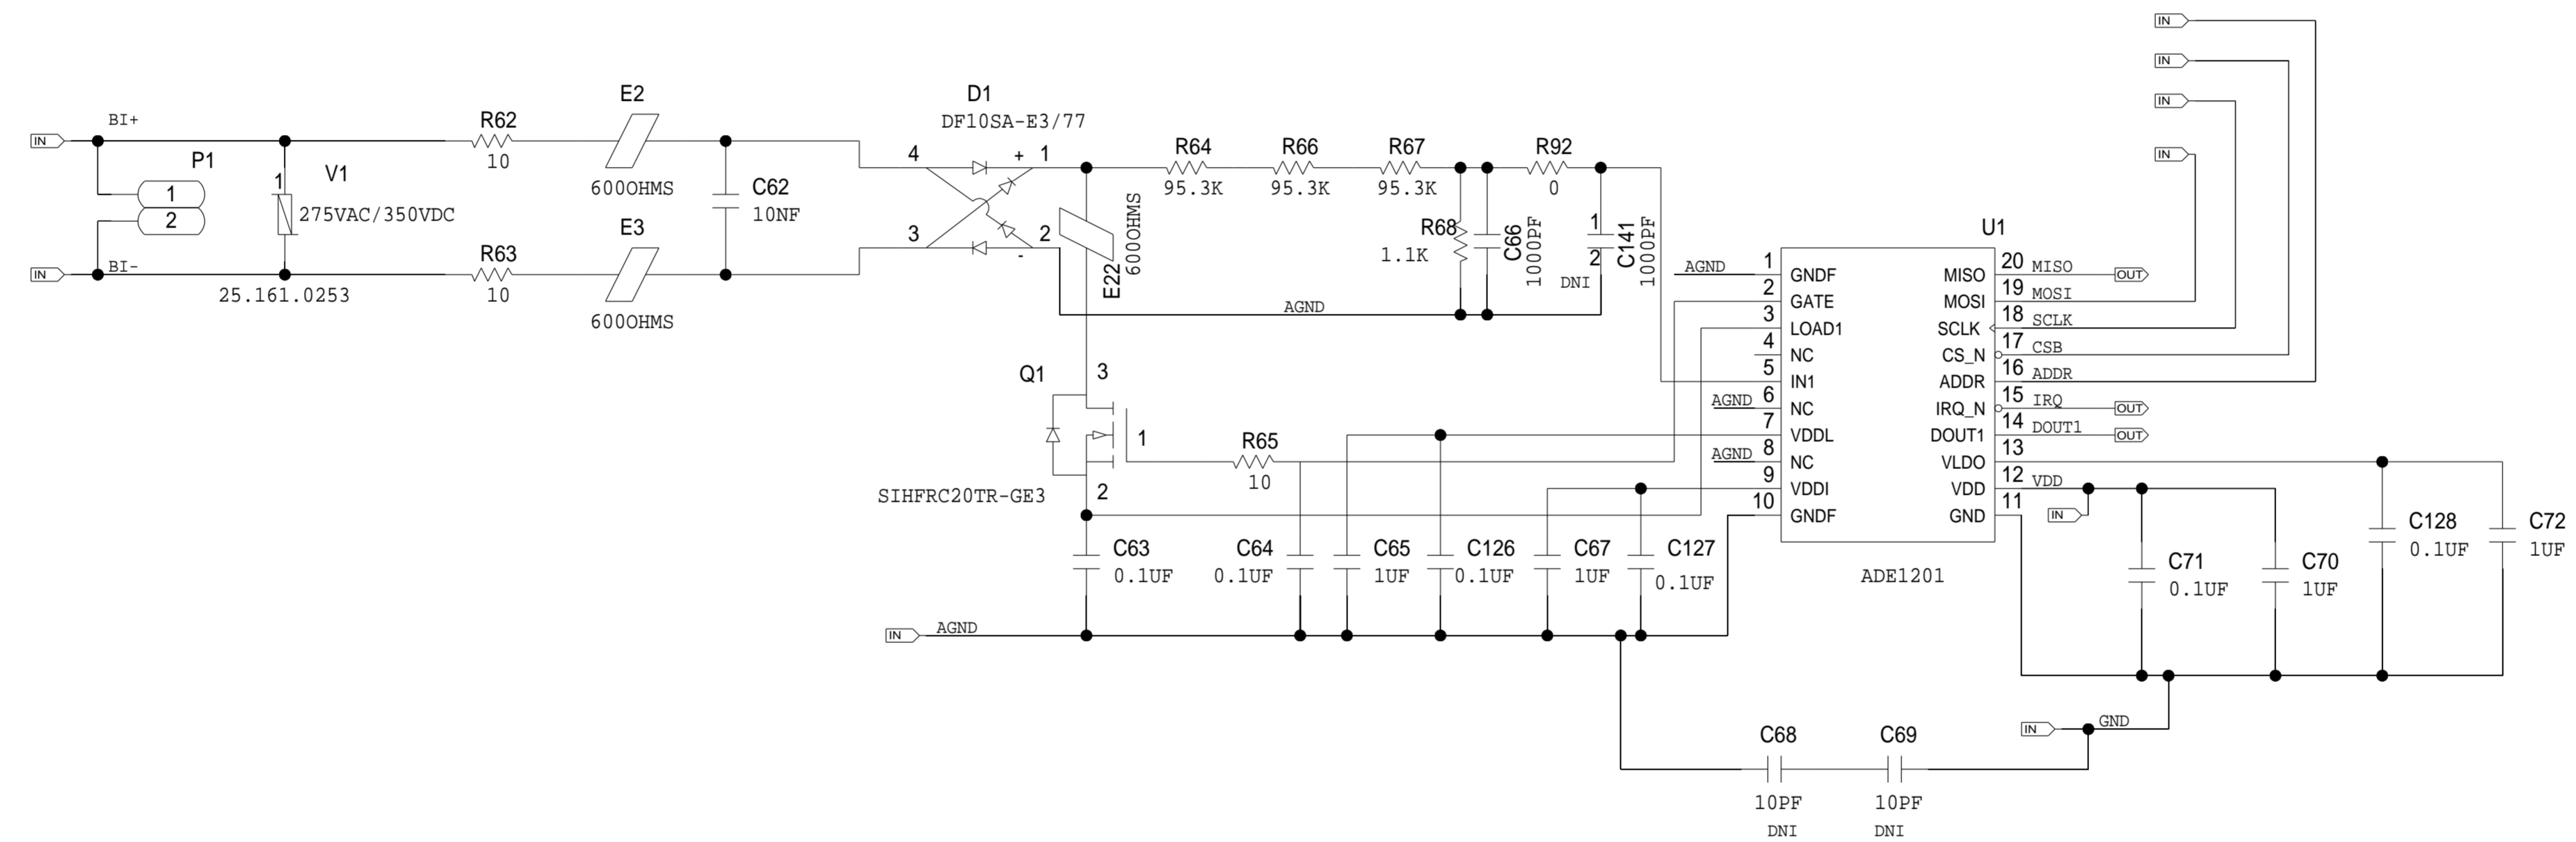 IN
IN
IN
IN
IN
BI+
P1
1
2
V1
1
275VAC/350VDC
IN
BI-
25.161.0253
R62
10
E2
600OHMS
R63
10
E3
600OHMS
C62
10NF
D1
DF10SA-E3/77
4
+
1
3
2
-
E22
600OHMS
R64
95.3K
R66
95.3K
R67
95.3K
R92
0
R68
1.1K
C66
1000PF
1
2
DNI
C141
1000PF
AGND
Q1
3
1
2
SIHFRC20TR-GE3
R65
10
C63
0.1UF
C64
0.1UF
C65
1UF
C126
0.1UF
C67
1UF
C127
0.1UF
IN
AGND
U1
AGND
1
GNDF
2
GATE
3
LOAD1
4
NC
5
IN1
AGND
6
NC
7
VDDL
AGND
8
NC
9
VDDI
10
GNDF
MISO
20
MISO
OUT
MOSI
19
MOSI
SCLK
18
SCLK
CS_N
17
CSB
ADDR
16
ADDR
IRQ_N
15
IRQ
OUT
DOUT1
14
DOUT1
OUT
VLDO
13
VDD
12
VDD
GND
11
IN
ADE1201
C71
0.1UF
C70
1UF
C128
0.1UF
C72
1UF
IN
GND
C68
10PF
DNI
C69
10PF
DNI